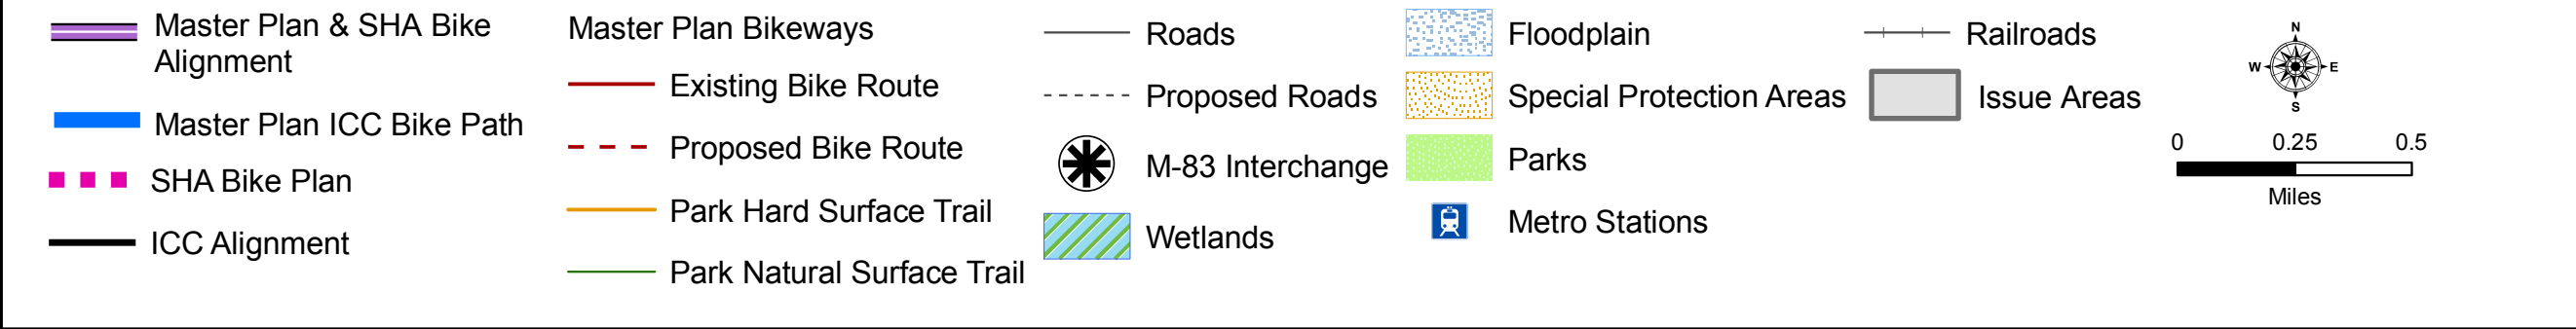 Master Plan & SHA Bike
Alignment
Master Plan ICC Bike Path
SHA Bike Plan
ICC Alignment
Master Plan Bikeways
Existing Bike Route
Proposed Bike Route
Park Hard Surface Trail
Park Natural Surface Trail
Roads
Proposed Roads
M-83 Interchange
Wetlands
Floodplain
Special Protection Areas
Parks
Metro Stations
Railroads
Issue Areas
N
W E
S
0 0.25 0.5
Miles